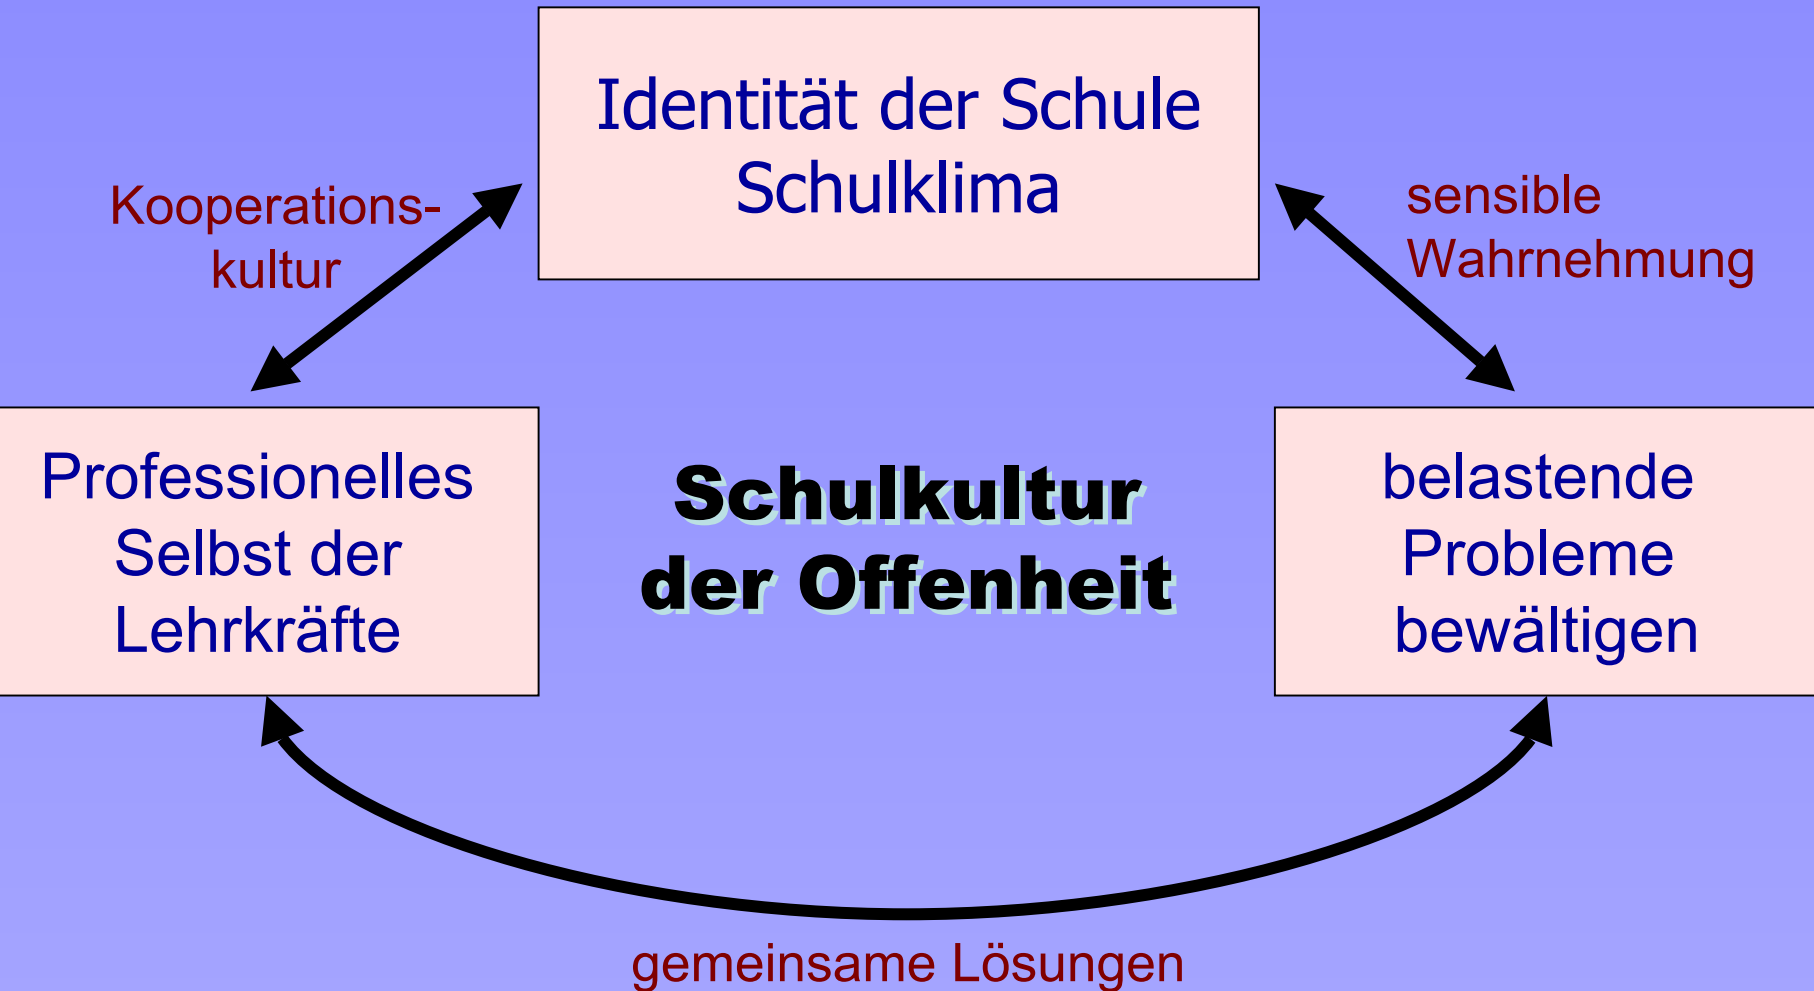 Identität der Schule
Schulklima
Kooperations-
kultur
sensible
Wahrnehmung
Professionelles
Selbst der
Lehrkräfte
Schulkultur
der Offenheit
belastende
Probleme
bewältigen
gemeinsame Lösungen